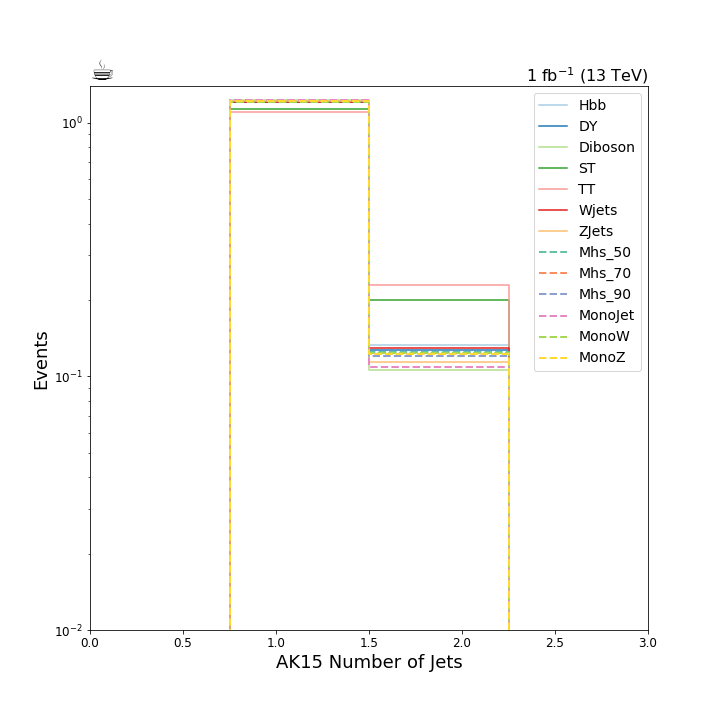 1 fb⁻¹ (13 TeV)
Hbb
DY
Diboson
ST
TT
Wjets
ZJets
Mhs_50
Mhs_70
Mhs_90
MonoJet
MonoW
MonoZ
10⁰
10⁻¹
10⁻²
Events
0.0 0.5 1.0 1.5 2.0 2.5 3.0
AK15 Number of Jets